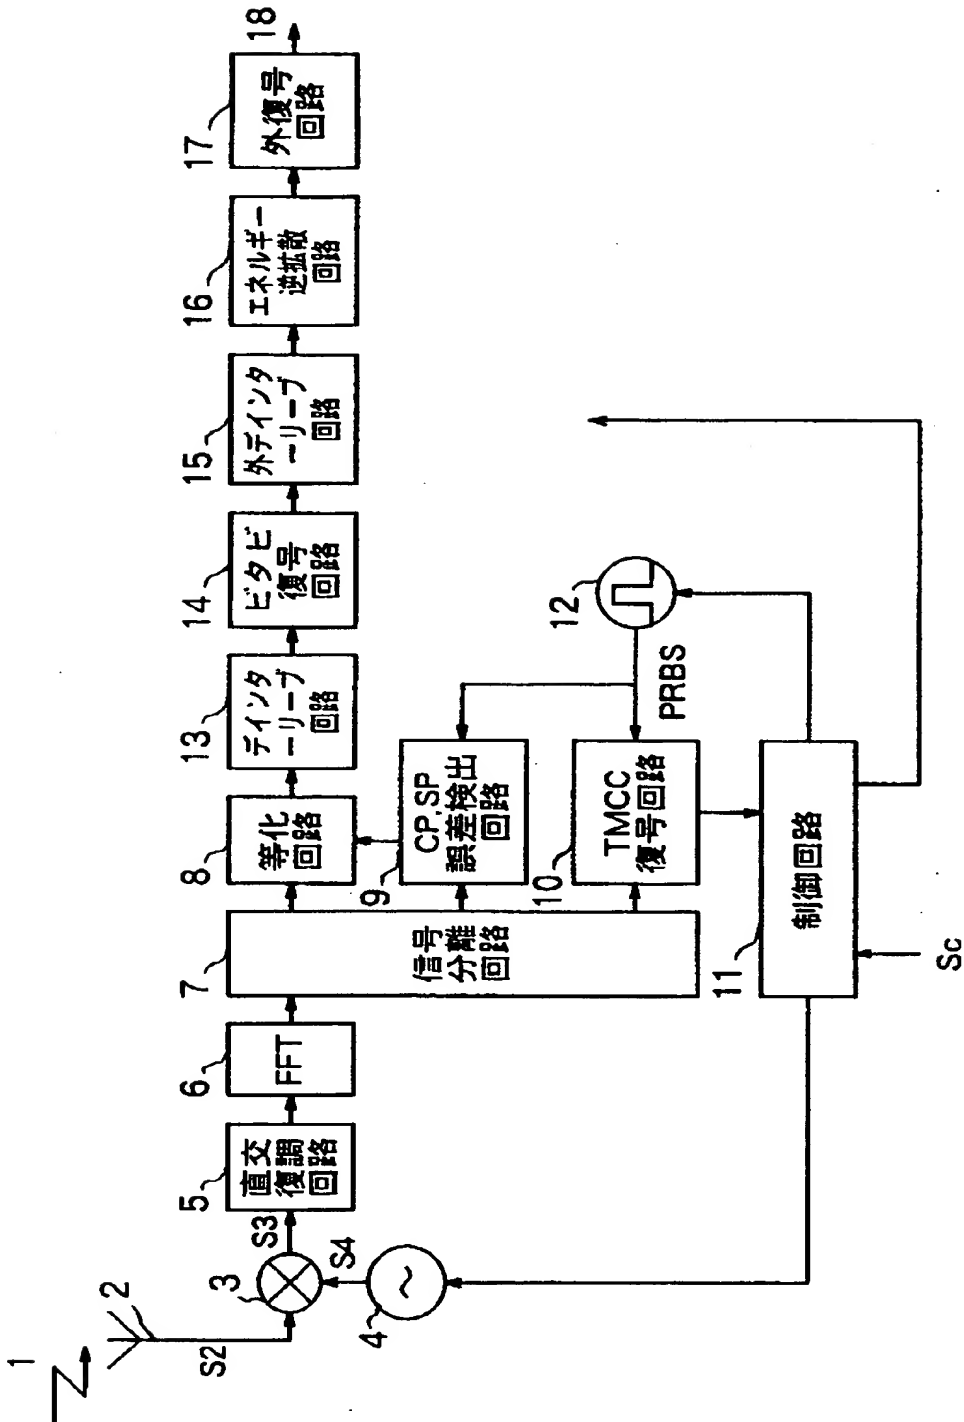 1
2
S2
3
S3
S4
4
5
直交
復調
回路
6
FFT
7
信号
分離
回路
8
等化
回路
9
CP,SP
誤差検出
回路
10
TMCC
復号回路
11
制御回路
Sc
12
PRBS
13
デインタ
ーリーブ
回路
14
ビタビ
復号
回路
15
外デインタ
ーリーブ
回路
16
エネルギー
逆拡散
回路
17
外復号
回路
18